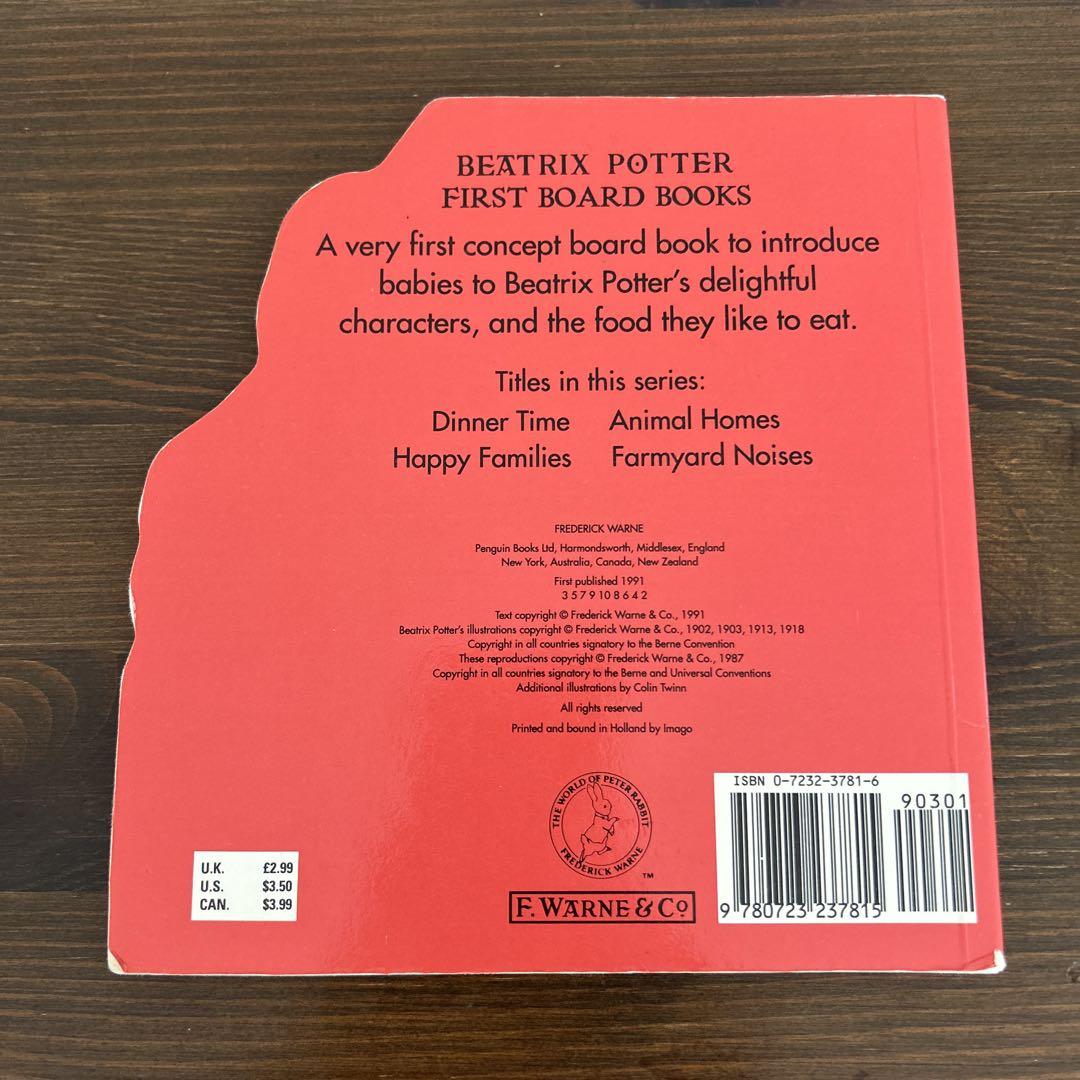 BEATRIX POTTER
FIRST BOARD BOOKS
A very first concept board book to introduce
babies to Beatrix Potter's delightful
characters, and the food they like to eat.
Titles in this series:
Dinner Time Animal Homes
Happy Families Farmyard Noises
FREDERICK WARNE
Penguin Books Ltd, Harmondsworth, Middlesex, England
New York, Australia, Canada, New Zealand
First published 1991
3 5 7 9 10 8 6 4 2
Text copyright © Frederick Warne & Co., 1991
Beatrix Potter's illustrations copyright © Frederick Warne & Co., 1902, 1903, 1913, 1918
Copyright in all countries signatory to the Berne Convention
These reproductions copyright © Frederick Warne & Co., 1987
Copyright in all countries signatory to the Berne and Universal Conventions
Additional illustrations by Colin Twinn
All rights reserved
Printed and bound in Holland by Imago
THE WORLD OF PETER RABBIT
FREDERICK WARNE
TM
F. WARNE & Co
U.K. £2.99
U.S. $3.50
CAN. $3.99
ISBN 0-7232-3781-6
90301
9 780723 237815